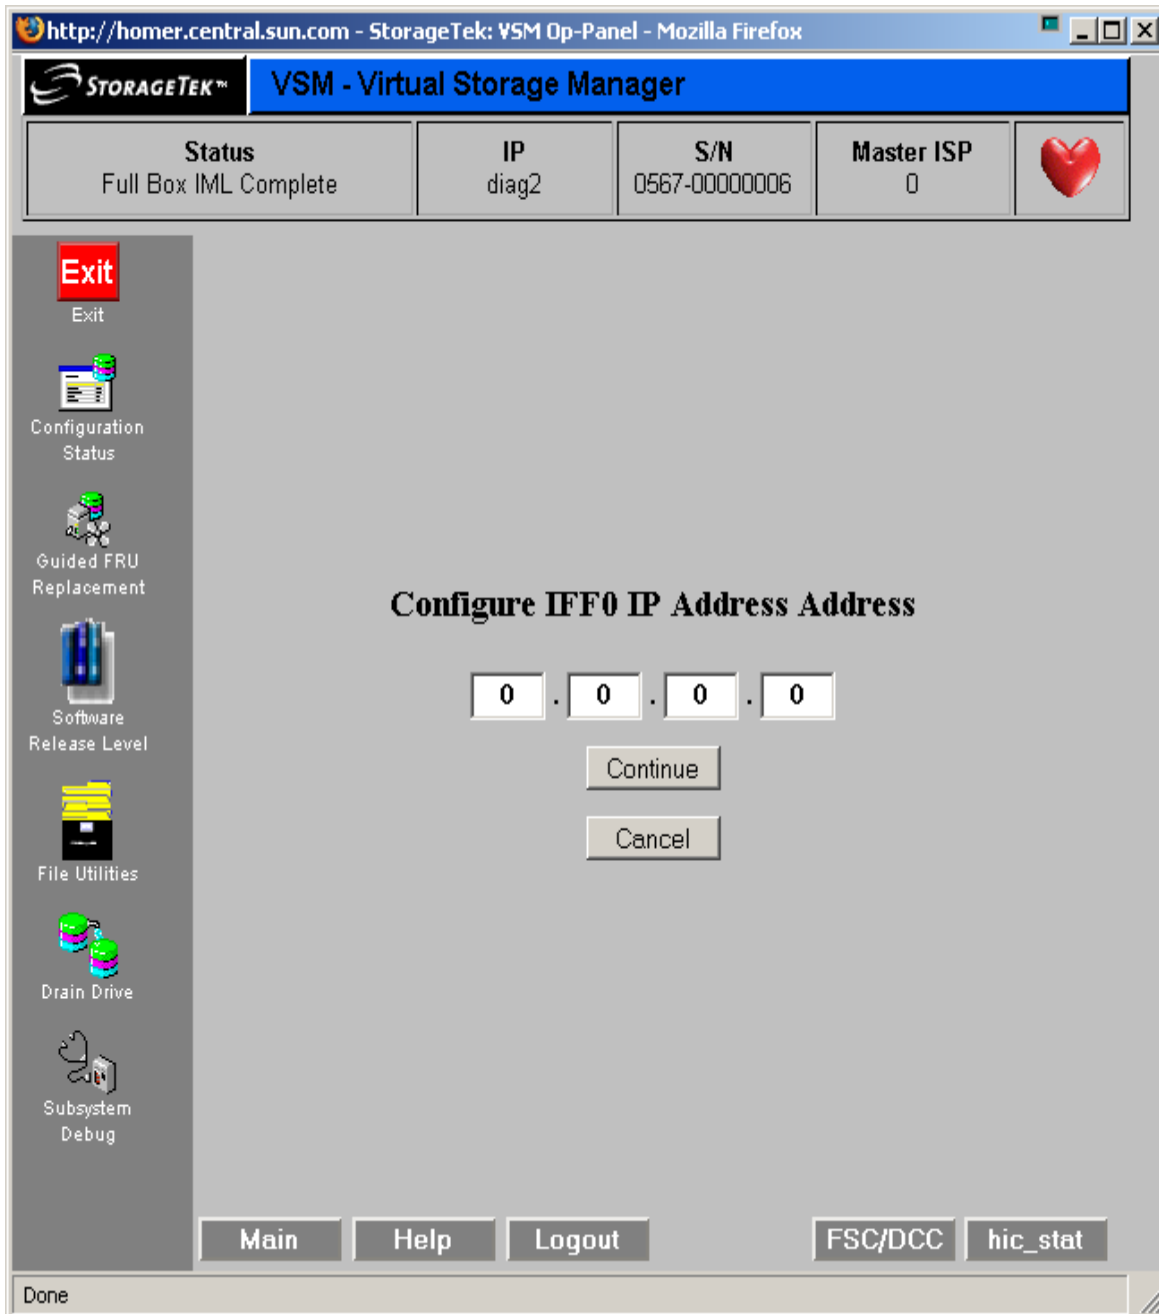 http://homer.central.sun.com - StorageTek: VSM Op-Panel - Mozilla Firefox
STORAGETEK™ VSM - Virtual Storage Manager
Status IP S/N Master ISP
Full Box IML Complete diag2 0567-00000006 0
Exit
Exit
Configuration
Status
Guided FRU
Replacement
Configure IFF0 IP Address Address
0 . 0 . 0 . 0
Software
Release Level
Continue
Cancel
File Utilities
Drain Drive
Subsystem
Debug
Main Help Logout FSC/DCC hic_stat
Done